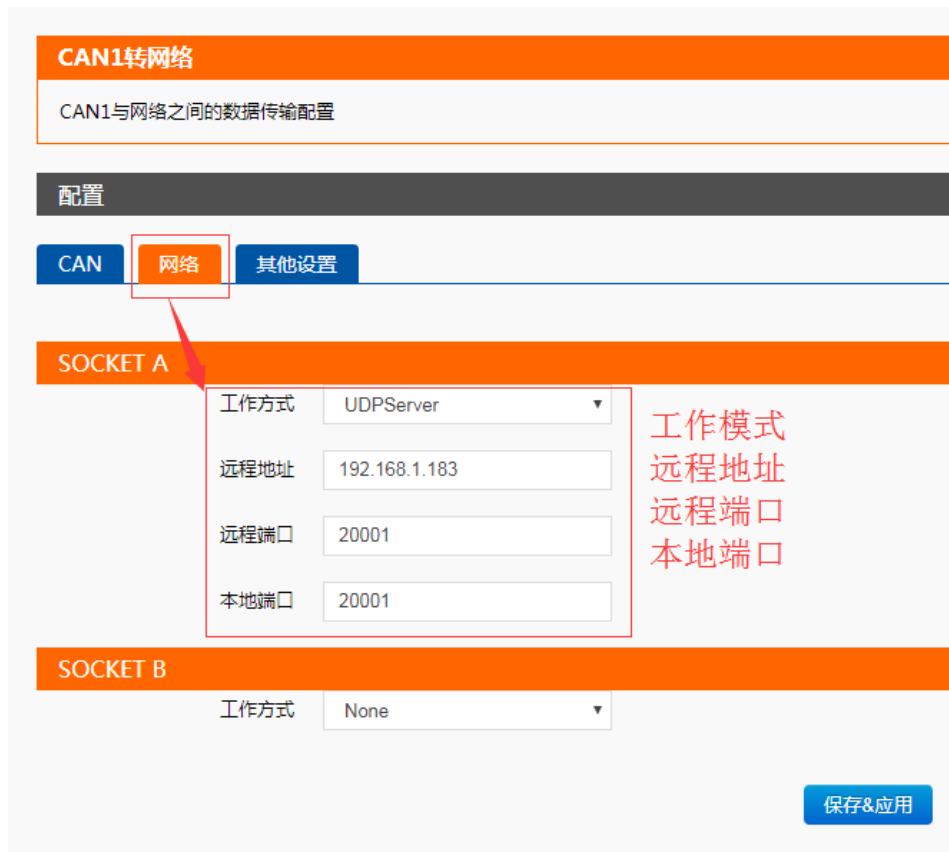 CAN1转网络
CAN1与网络之间的数据传输配置
配置
CAN 网络 其他设置
SOCKET A
工作方式 UDPServer
远程地址 192.168.1.183
远程端口 20001
本地端口 20001
工作模式
远程地址
远程端口
本地端口
SOCKET B
工作方式 None
保存&应用